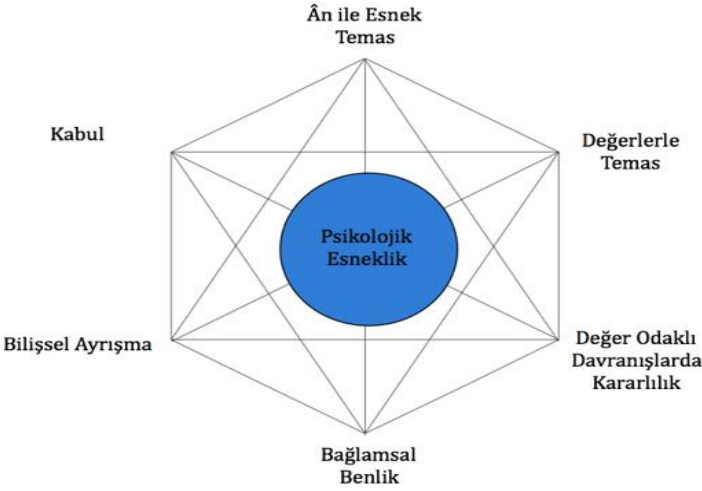 Ân ile Esnek
Temas
Kabul
Değerlerle
Temas
Psikolojik
Esneklik
Bilişsel Ayrışma
Değer Odaklı
Davranışlarda
Kararlılık
Bağlamsal
Benlik